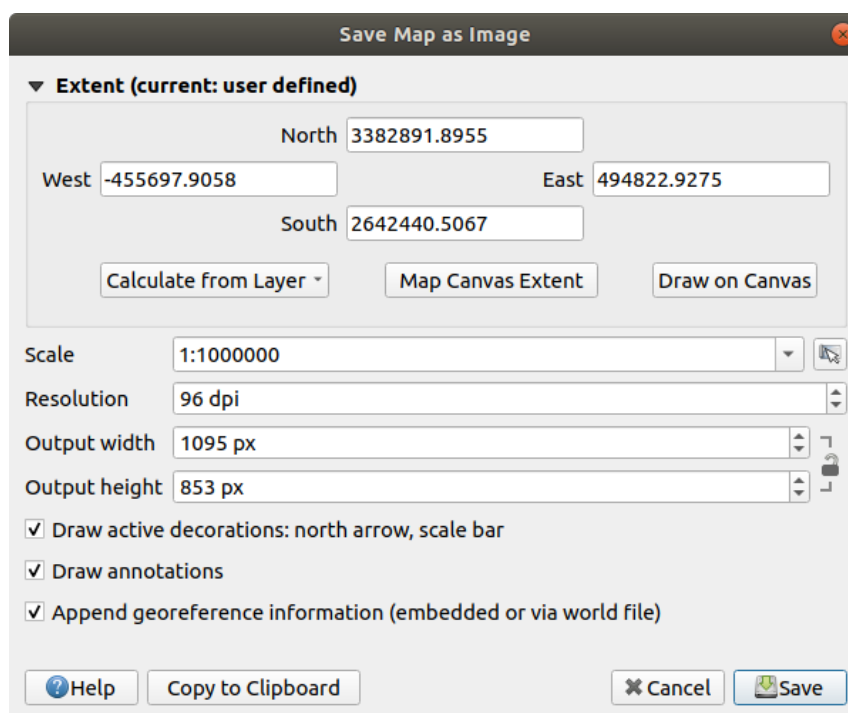 Save Map as Image
Extent (current: user defined)
North 3382891.8955
West -455697.9058 East 494822.9275
South 2642440.5067
Calculate from Layer Map Canvas Extent Draw on Canvas
Scale 1:1000000
Resolution 96 dpi
Output width 1095 px
Output height 853 px
Draw active decorations: north arrow, scale bar
Draw annotations
Append georeference information (embedded or via world file)
Help Copy to Clipboard Cancel Save